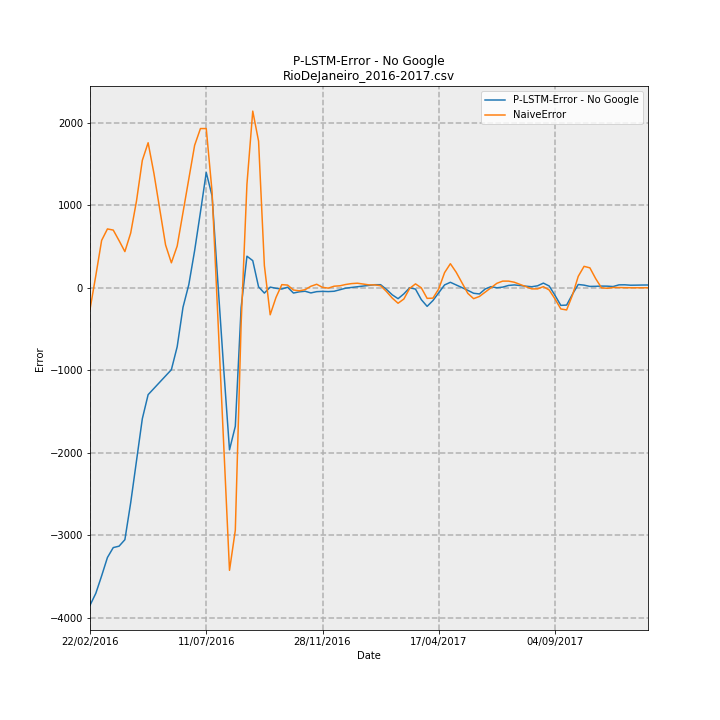 P-LSTM-Error - No Google
RioDeJaneiro_2016-2017.csv
P-LSTM-Error - No Google
NaiveError
2000
1000
0
−1000
−2000
−3000
−4000
Error
22/02/2016 11/07/2016 28/11/2016 17/04/2017 04/09/2017
Date